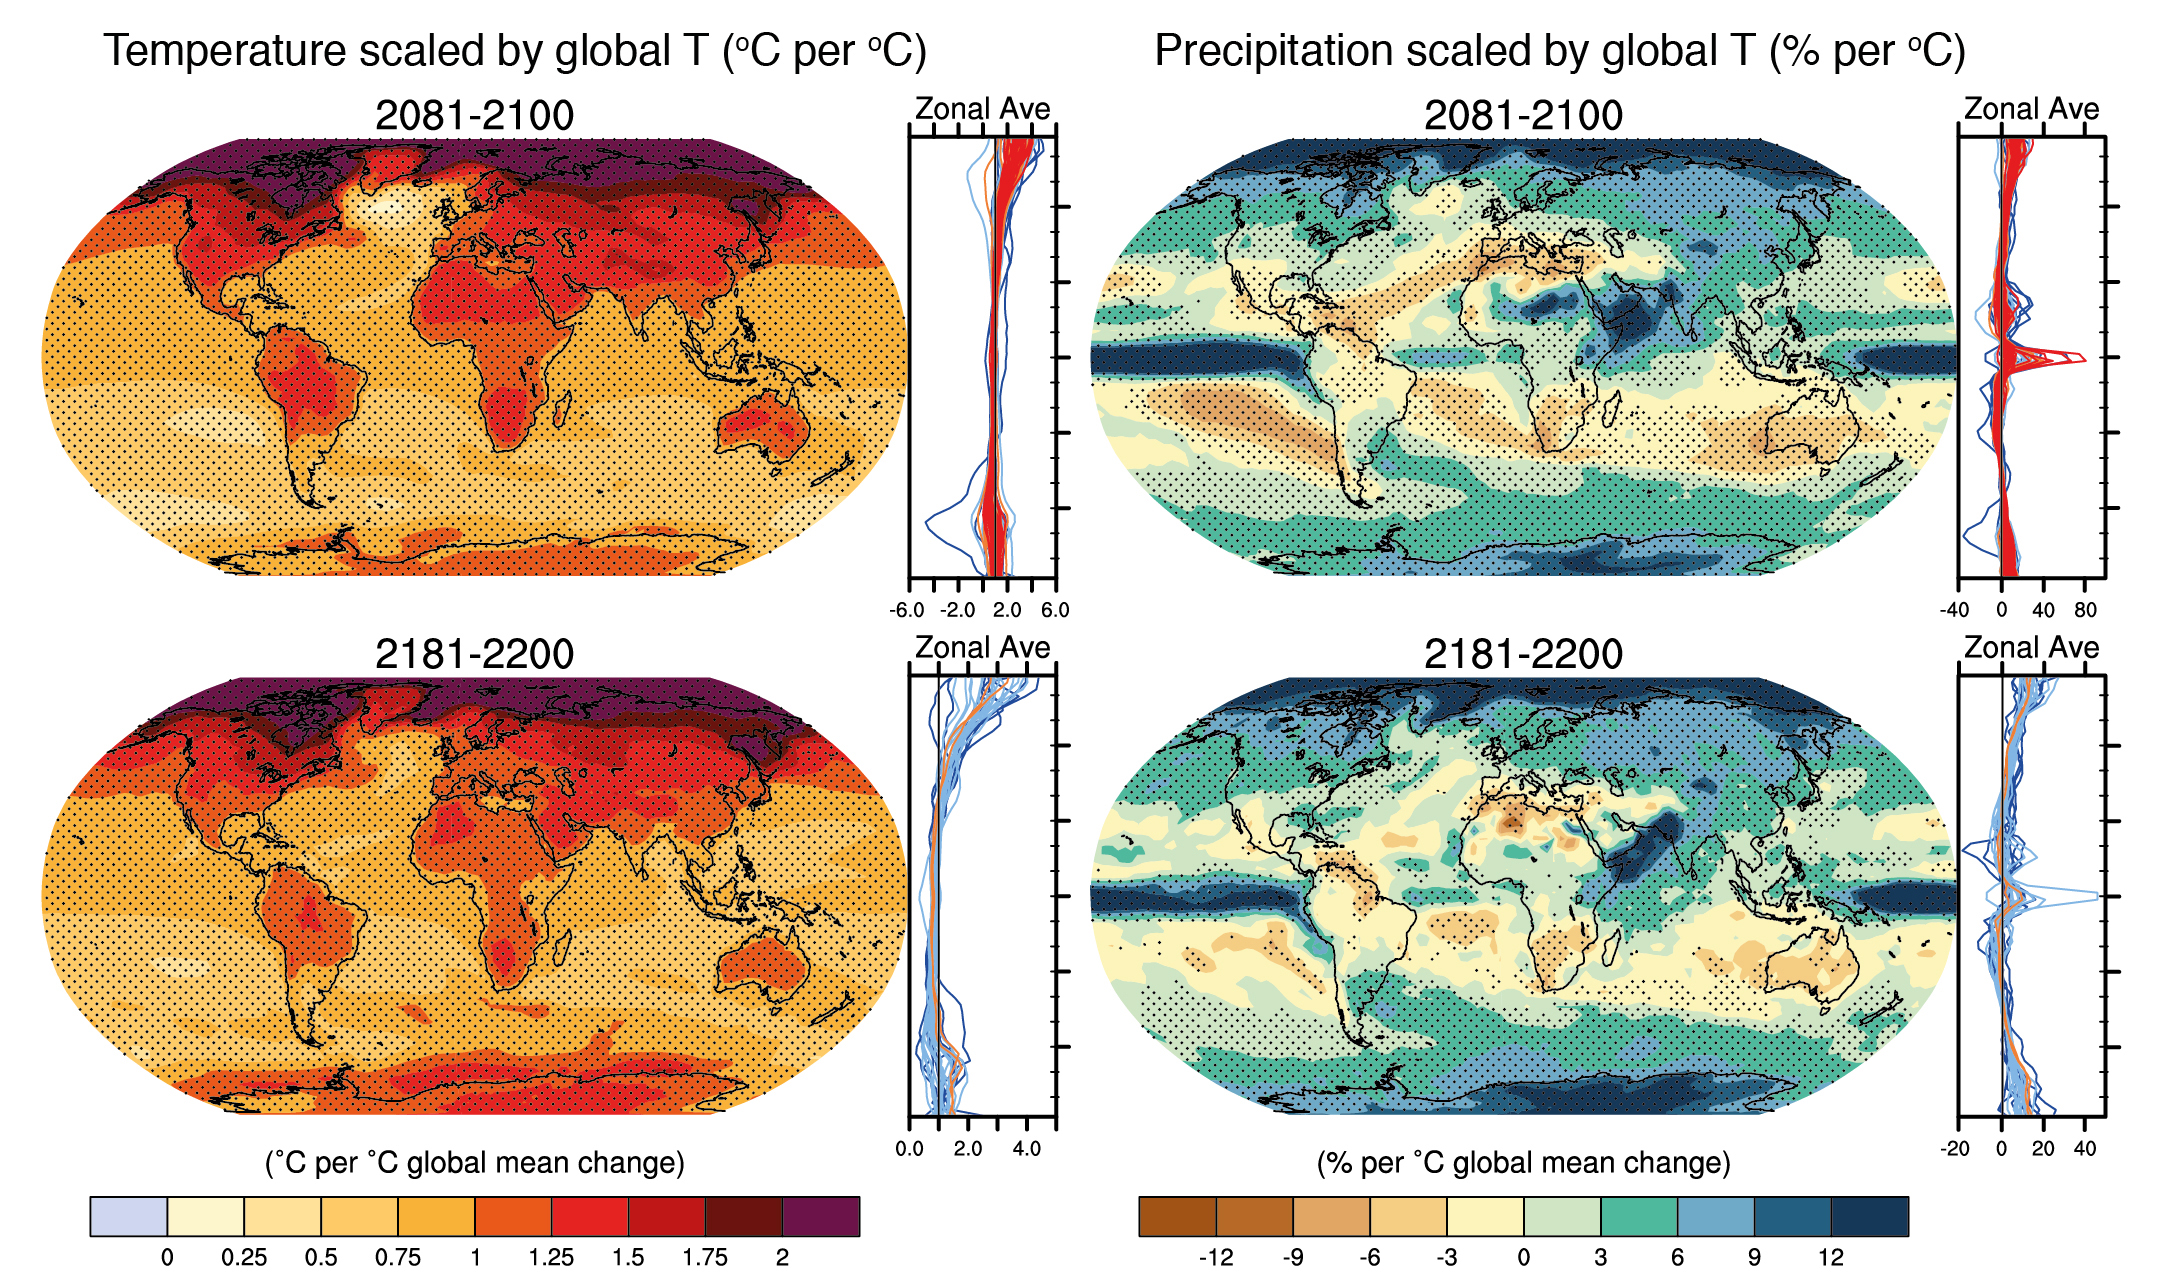 Temperature scaled by global T (°C per °C)
Precipitation scaled by global T (% per °C)
2081-2100
Zonal Ave
2081-2100
Zonal Ave
-6.0 -2.0 2.0 6.0
-40 0 40 80
2181-2200
Zonal Ave
2181-2200
Zonal Ave
0.0 2.0 4.0
-20 0 20 40
(°C per °C global mean change)
(% per °C global mean change)
0 0.25 0.5 0.75 1 1.25 1.5 1.75 2
-12 -9 -6 -3 0 3 6 9 12